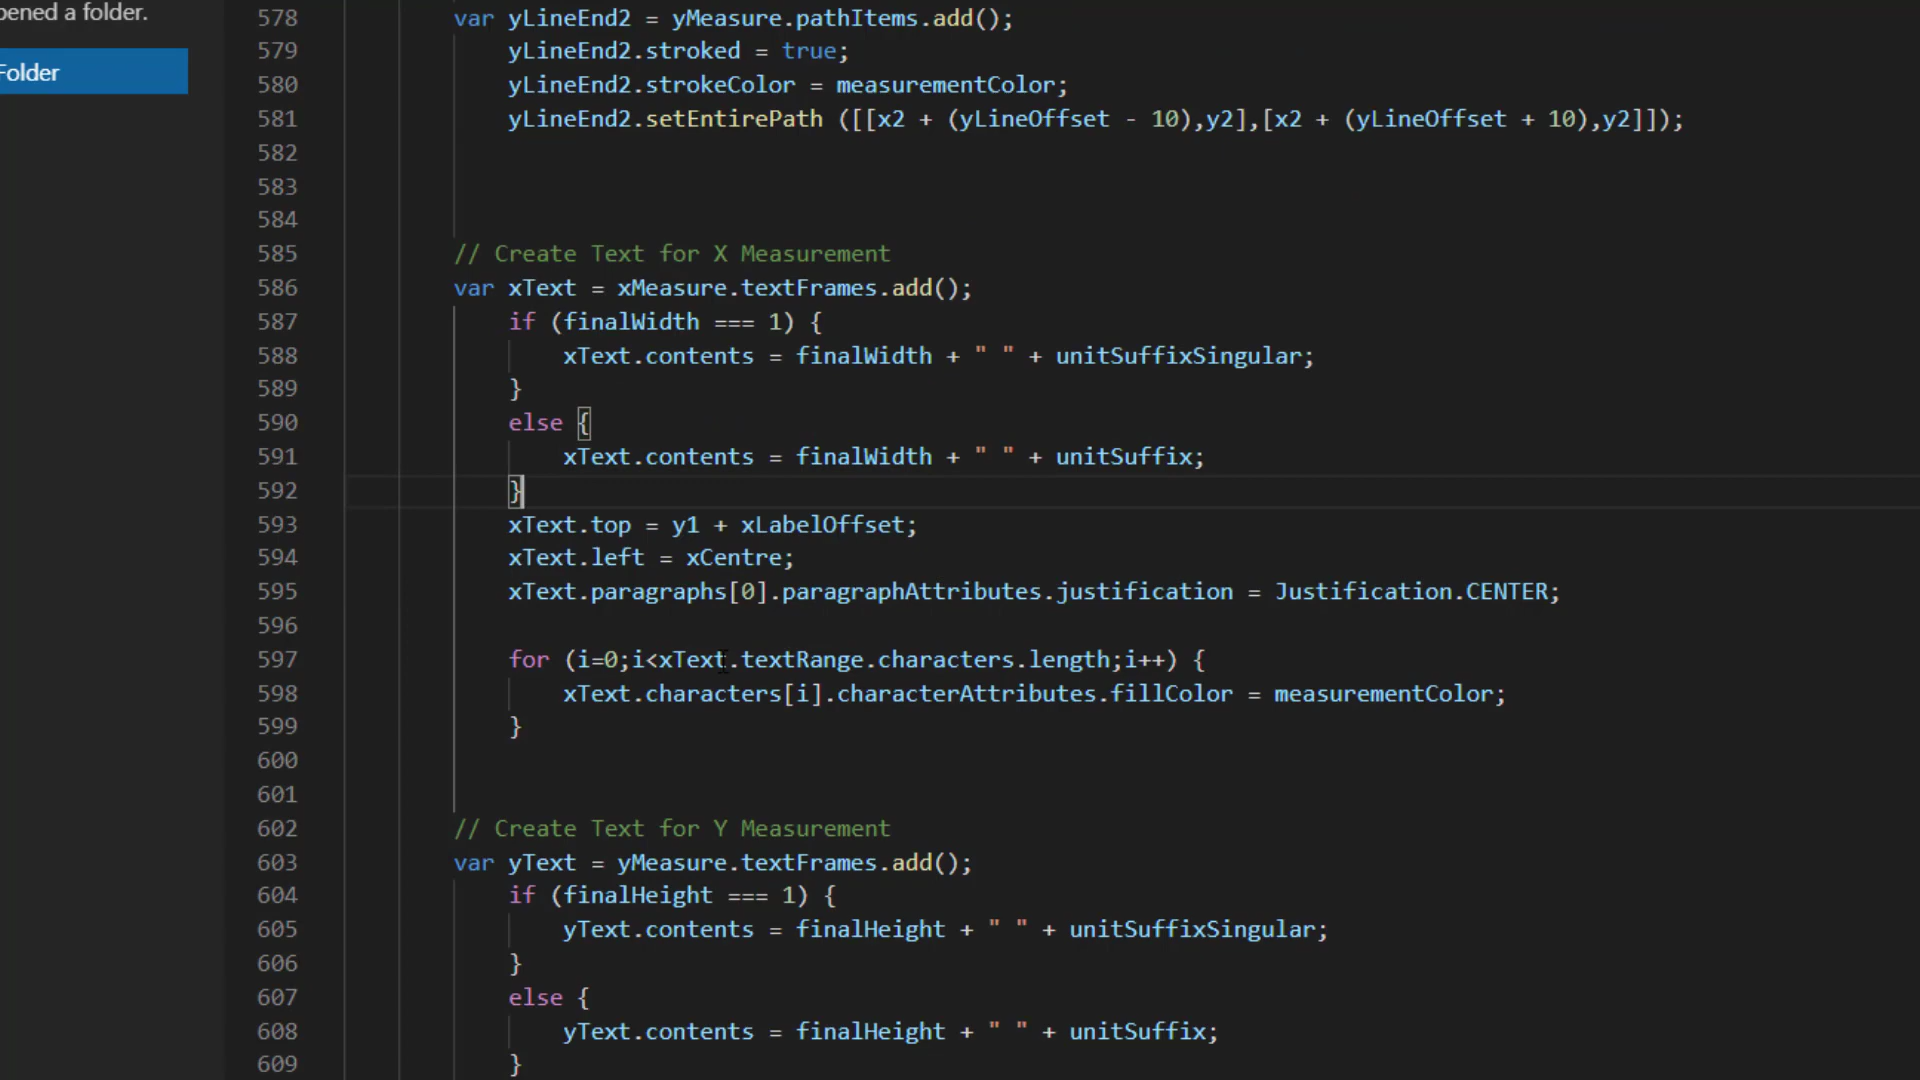 pened a folder.
Folder
578 var yLineEnd2 = yMeasure.pathItems.add();
579 yLineEnd2.stroked = true;
580 yLineEnd2.strokeColor = measurementColor;
581 yLineEnd2.setEntirePath ([[x2 + (yLineOffset - 10),y2],[x2 + (yLineOffset + 10),y2]]);
582
583
584
585 // Create Text for X Measurement
586 var xText = xMeasure.textFrames.add();
587 if (finalWidth === 1) {
588 xText.contents = finalWidth + " " + unitSuffixSingular;
589 }
590 else {
591 xText.contents = finalWidth + " " + unitSuffix;
592 }
593 xText.top = y1 + xLabelOffset;
594 xText.left = xCentre;
595 xText.paragraphs[0].paragraphAttributes.justification = Justification.CENTER;
596
597 for (i=0;i<xText.textRange.characters.length;i++) {
598 xText.characters[i].characterAttributes.fillColor = measurementColor;
599 }
600
601
602 // Create Text for Y Measurement
603 var yText = yMeasure.textFrames.add();
604 if (finalHeight === 1) {
605 yText.contents = finalHeight + " " + unitSuffixSingular;
606 }
607 else {
608 yText.contents = finalHeight + " " + unitSuffix;
609 }